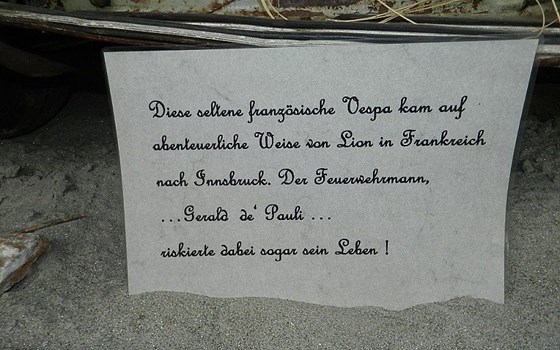 Diese seltene französische Vespa kam auf
abenteuerliche Weise von Lion in Frankreich
nach Innsbruck. Der Feuerwehrmann,
...Gerald de' Pauli ...
riskierte dabei sogar sein Leben !